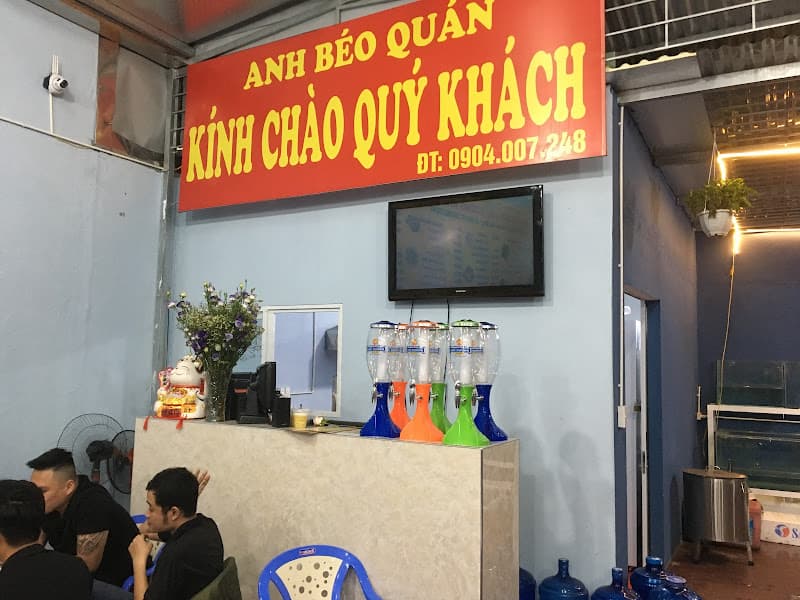 ANH BÉO QUÁN
KÍNH CHÀO QUÝ KHÁCH
ĐT: 0904.007.248